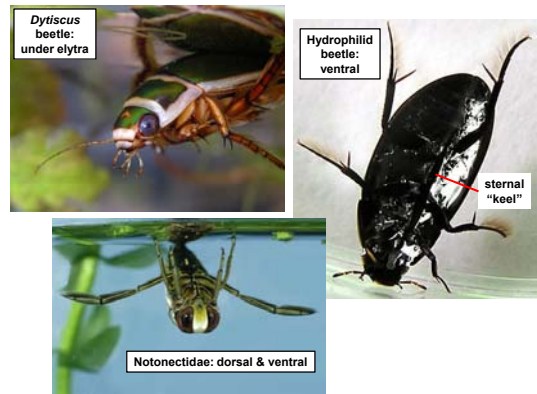 Dytiscus
beetle:
under elytra
Hydrophilid
beetle:
ventral
sternal
“keel”
Notonectidae: dorsal & ventral